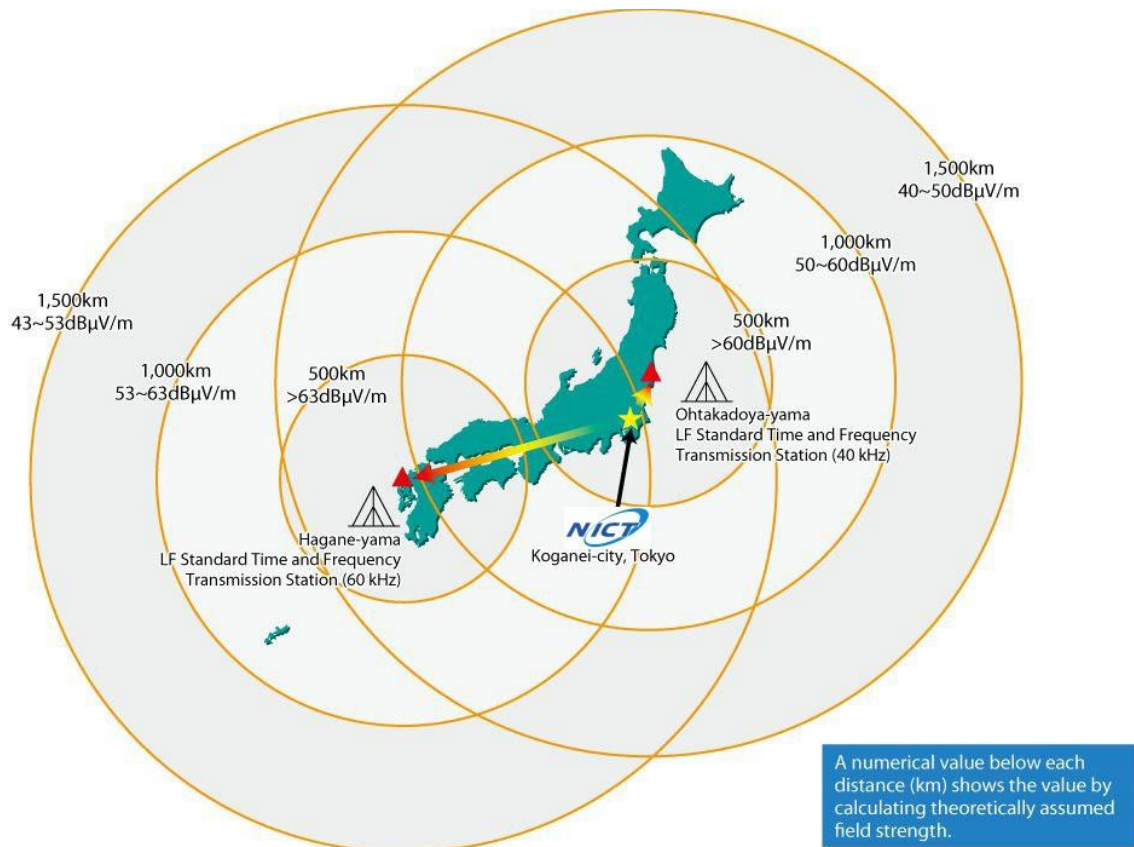 1,500km
40~50dBμV/m
1,000km
50~60dBμV/m
1,500km
43~53dBμV/m
500km
>60dBμV/m
1,000km
53~63dBμV/m
500km
>63dBμV/m
Ohtakadoya-yama
LF Standard Time and Frequency
Transmission Station (40 kHz)
Hagane-yama
LF Standard Time and Frequency
Transmission Station (60 kHz)
NICT
Koganei-city, Tokyo
A numerical value below each
distance (km) shows the value by
calculating theoretically assumed
field strength.